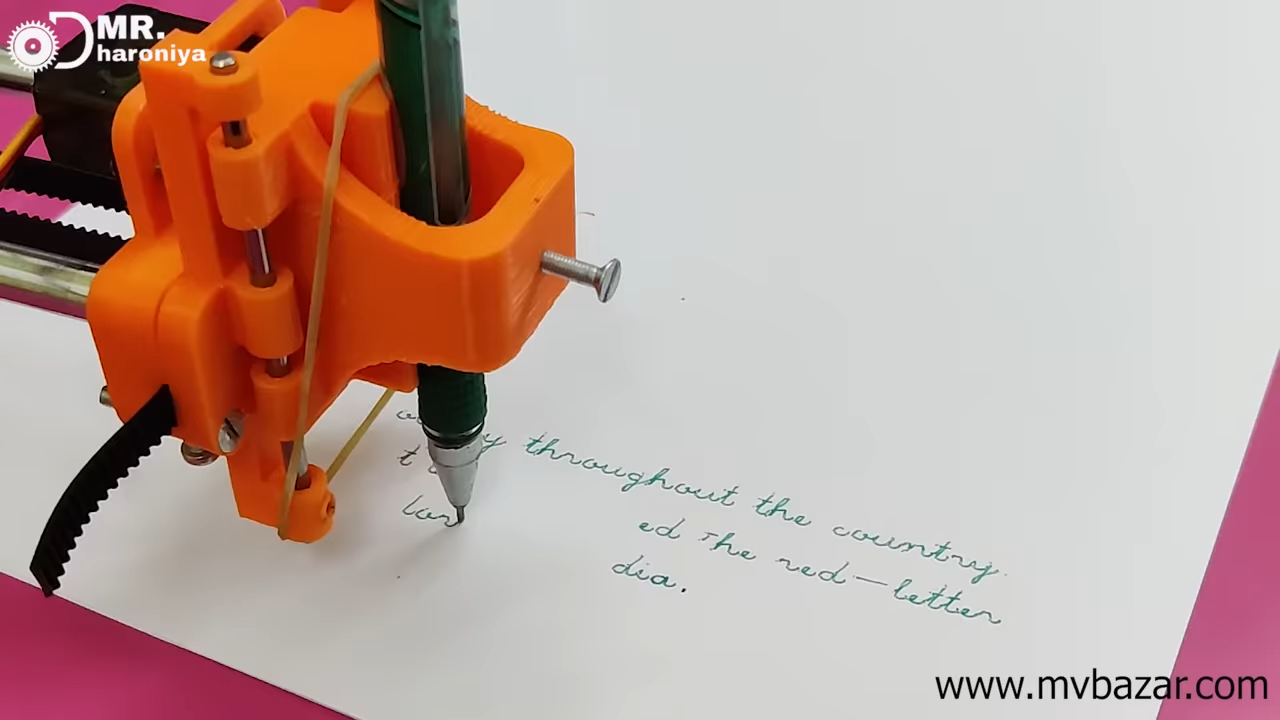 MR.
haroniya
throughout the country.
ed The red-letter
dia.
www.mvbazar.com